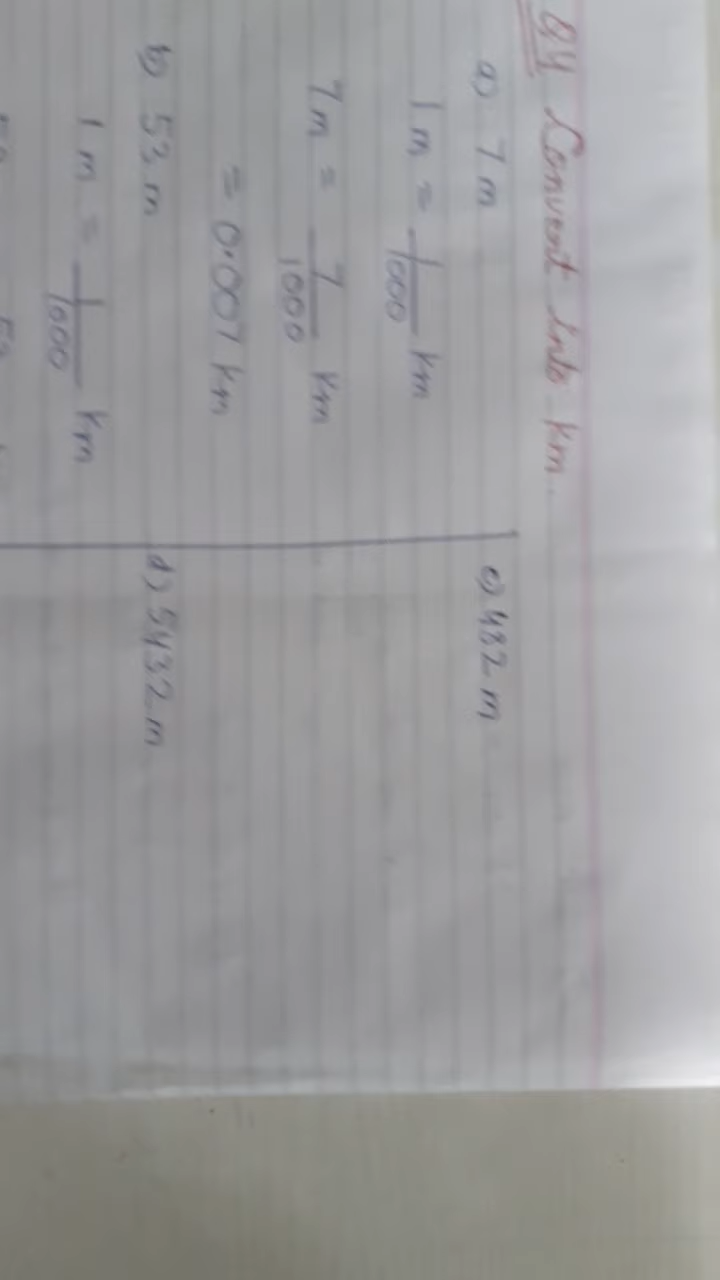 Q4 Convert into km.
a) 7 m
1 m = 1/1000 km
7 m = 7/1000 km
= 0.007 km
b) 53 m
1 m = 1/1000 km
c) 432 m
d) 5432 m